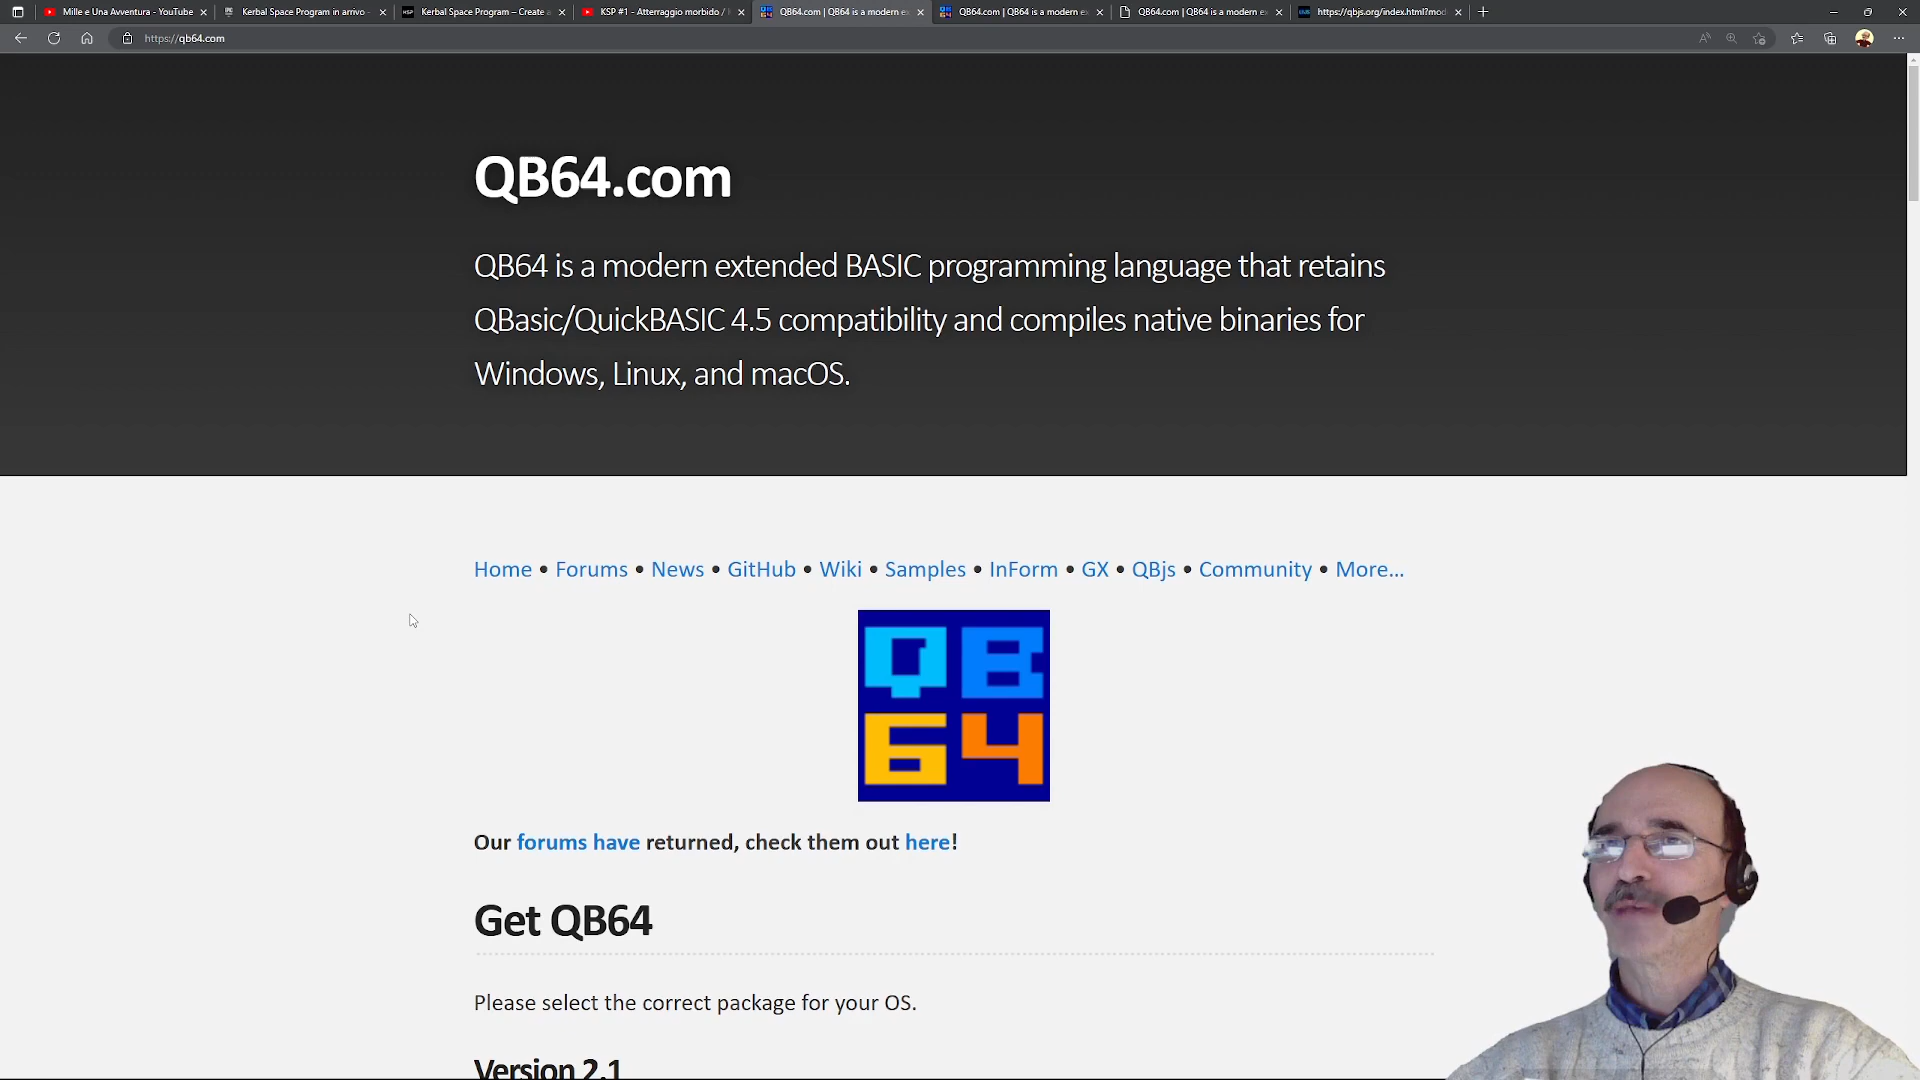 Mille e Una Avventura - YouTube
Kerbal Space Program in arrivo -
Kerbal Space Program – Create a
KSP #1 - Atterraggio morbido /
QB64.com | QB64 is a modern e
QB64.com | QB64 is a modern e
QB64.com | QB64 is a modern e
https://qbjs.org/index.html?mod
https://qb64.com
QB64.com
QB64 is a modern extended BASIC programming language that retains
QBasic/QuickBASIC 4.5 compatibility and compiles native binaries for
Windows, Linux, and macOS.
Home • Forums • News • GitHub • Wiki • Samples • InForm • GX • QBjs • Community • More...
QB
64
Our forums have returned, check them out here!
Get QB64
Please select the correct package for your OS.
Version 2.1